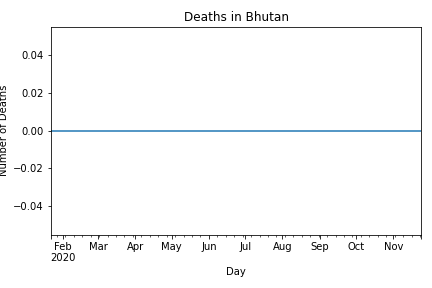 Deaths in Bhutan
Number of Deaths
0.04
0.02
0.00
−0.02
−0.04
Feb Mar Apr May Jun Jul Aug Sep Oct Nov
2020
Day